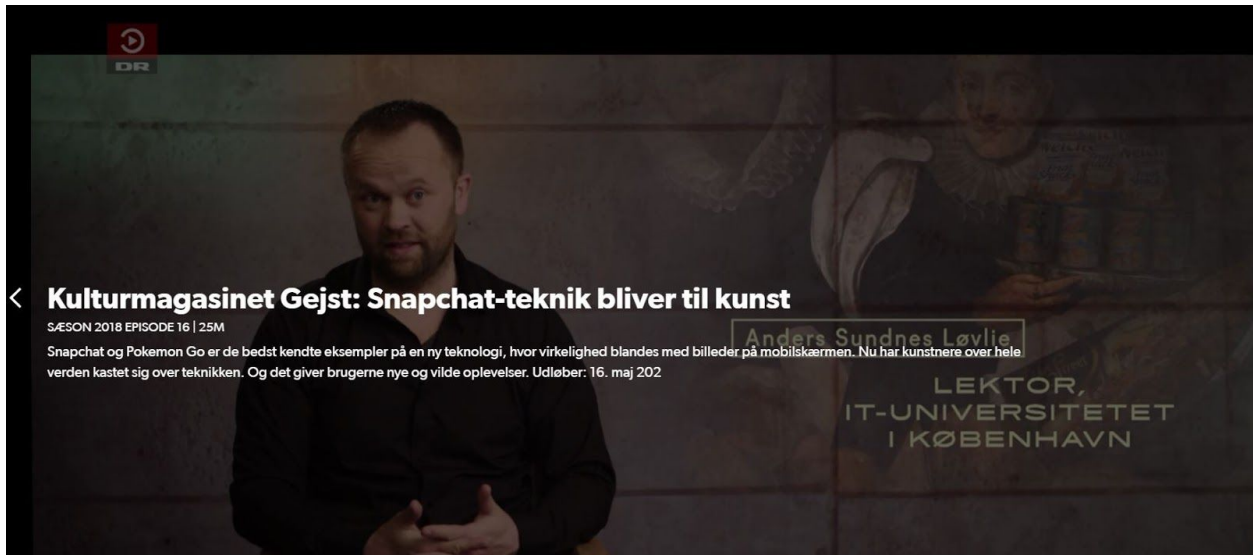 DR
Kulturmagasinet Gejst: Snapchat-teknik bliver til kunst
SÆSON 2018 EPISODE 16 | 25M
Snapchat og Pokemon Go er de bedst kendte eksempler på en ny teknologi, hvor virkelighed blandes med billeder på mobilskærmen. Nu har kunstnere over hele
verden kastet sig over teknikken. Og det giver brugerne nye og vilde oplevelser. Udløber: 16. maj 202
Anders Sundnes Løvlie
LEKTOR,
IT-UNIVERSITETET
I KØBENHAVN